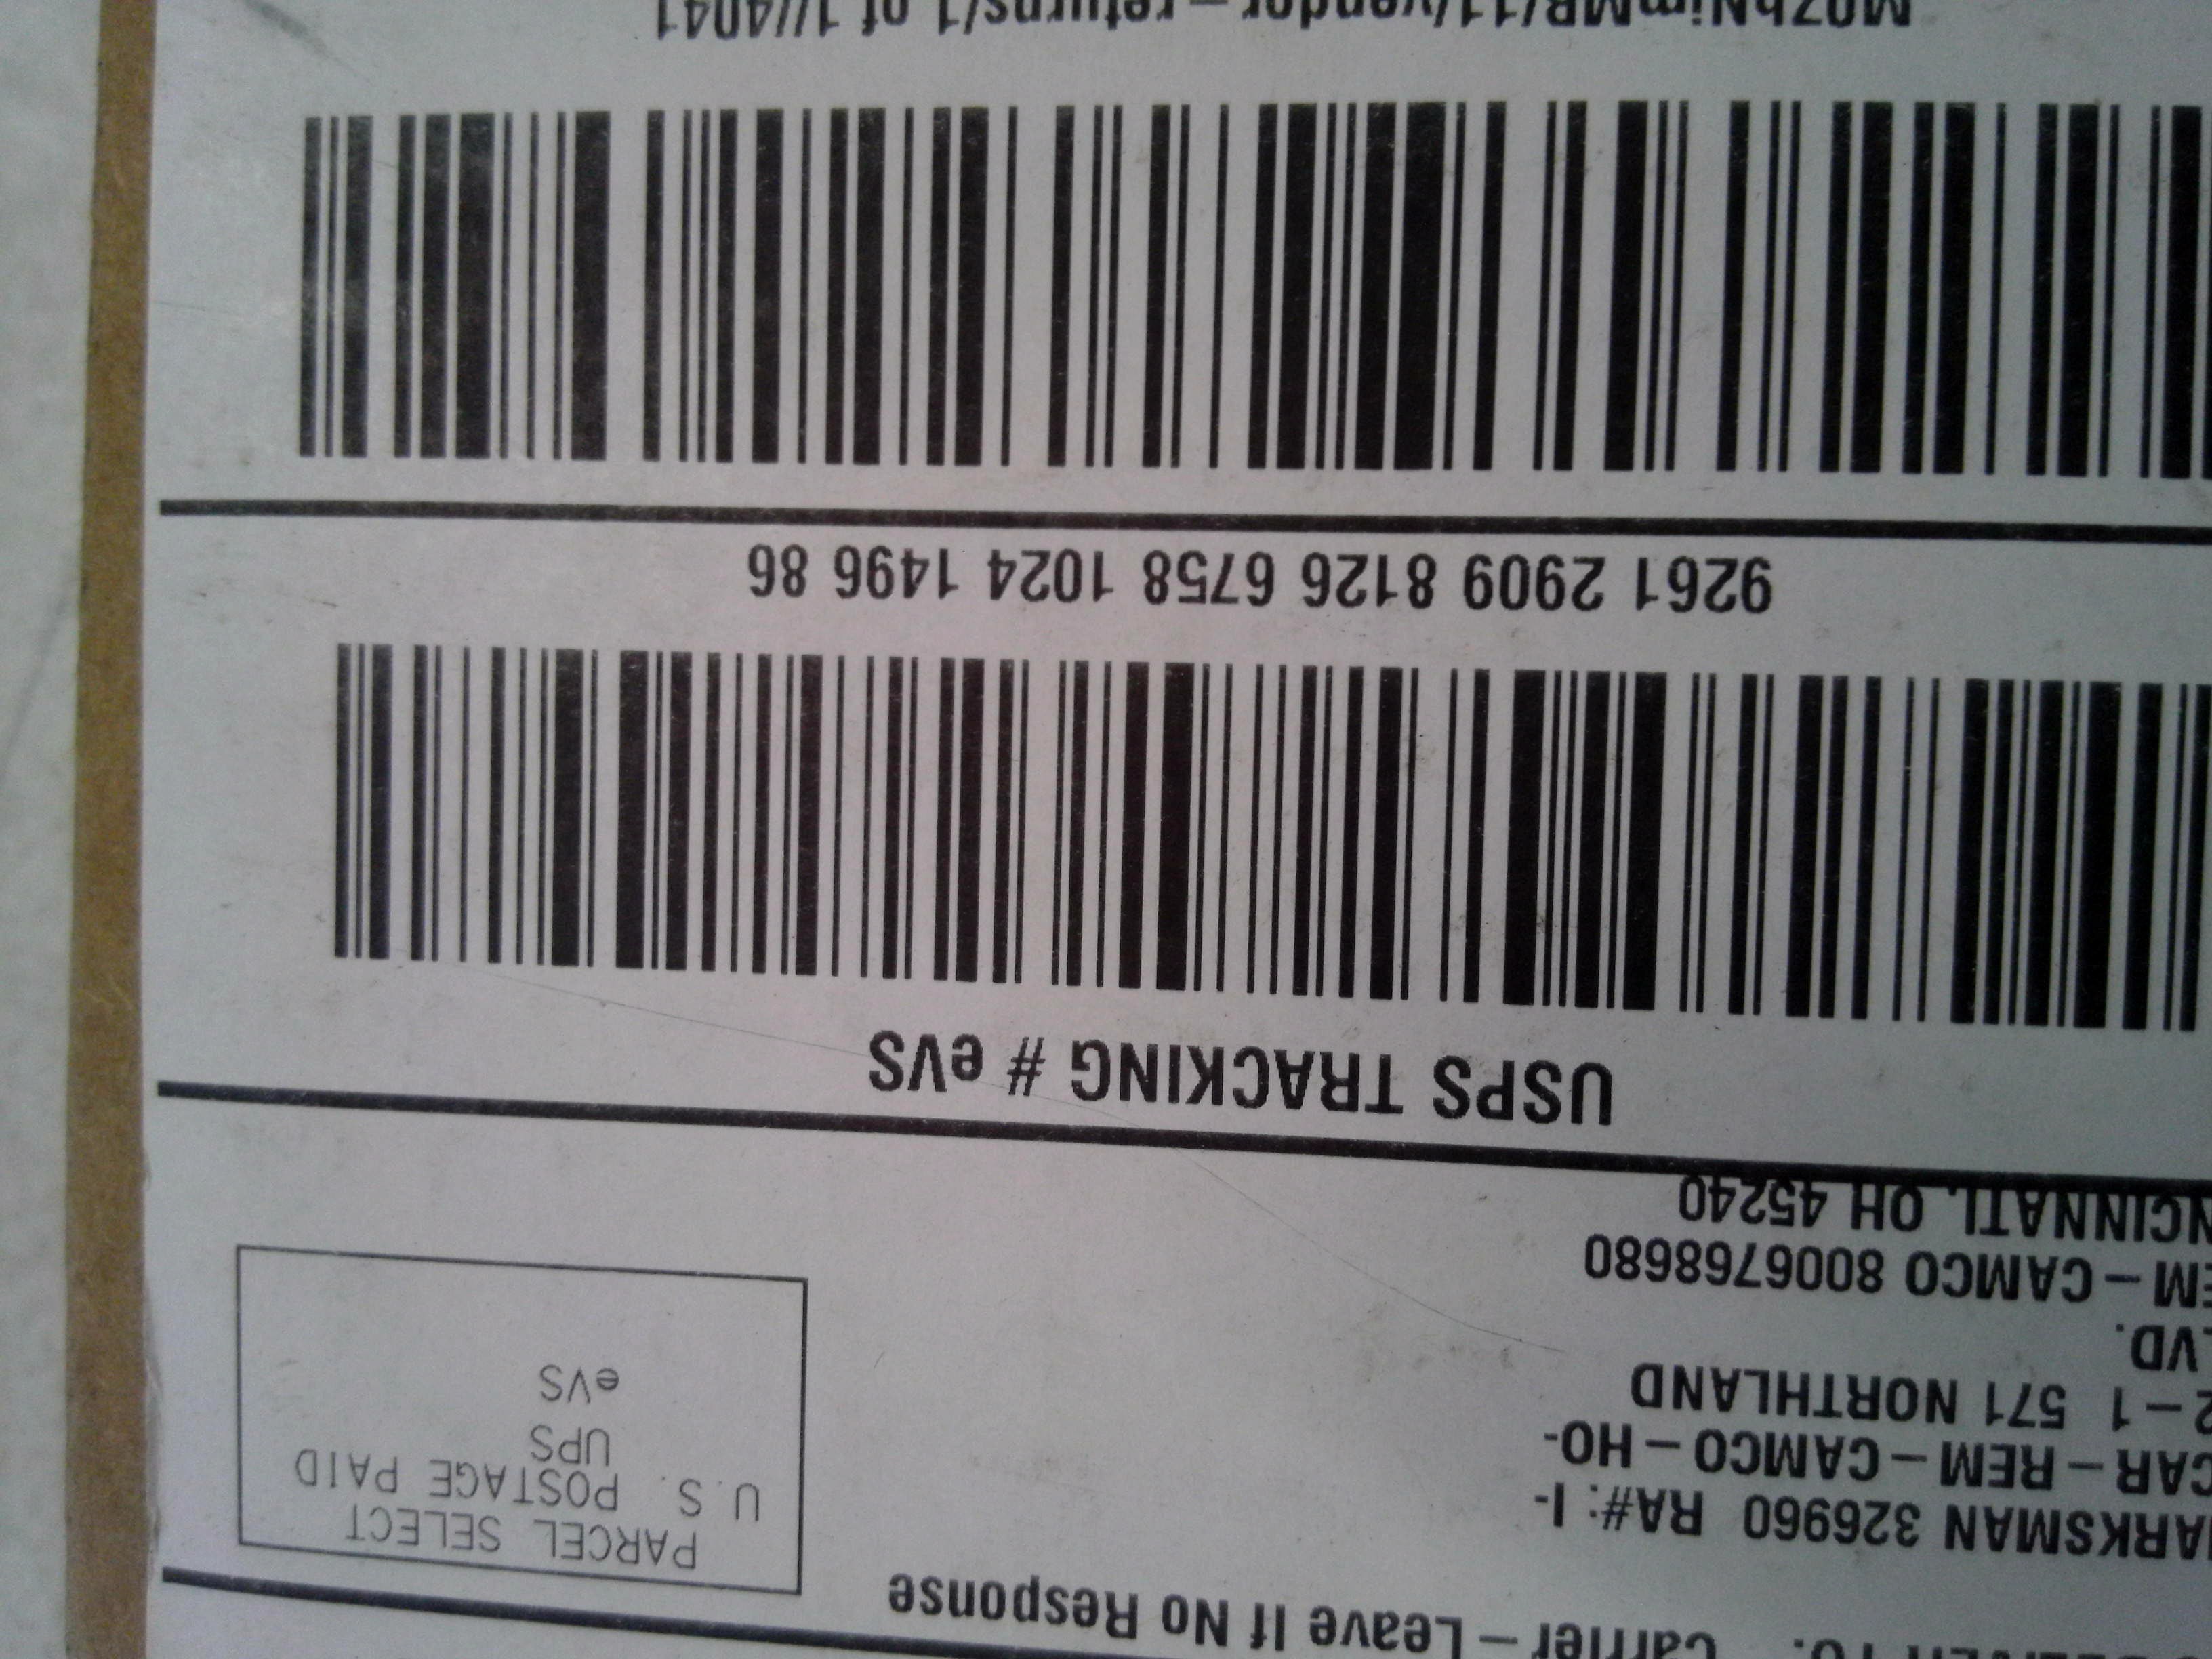 Carrier – Leave If No Response
PARCEL SELECT
U.S. POSTAGE PAID
UPS
eVS
ARKSMAN 326960 RA#: I-
CAR – REM – CAMCO – HO-
2 – 1 571 NORTHLAND
LVD.
EM – CAMCO 8006768680
NCINNATI, OH 45240
USPS TRACKING # eVS
9261 2909 8126 6758 1024 1496 86